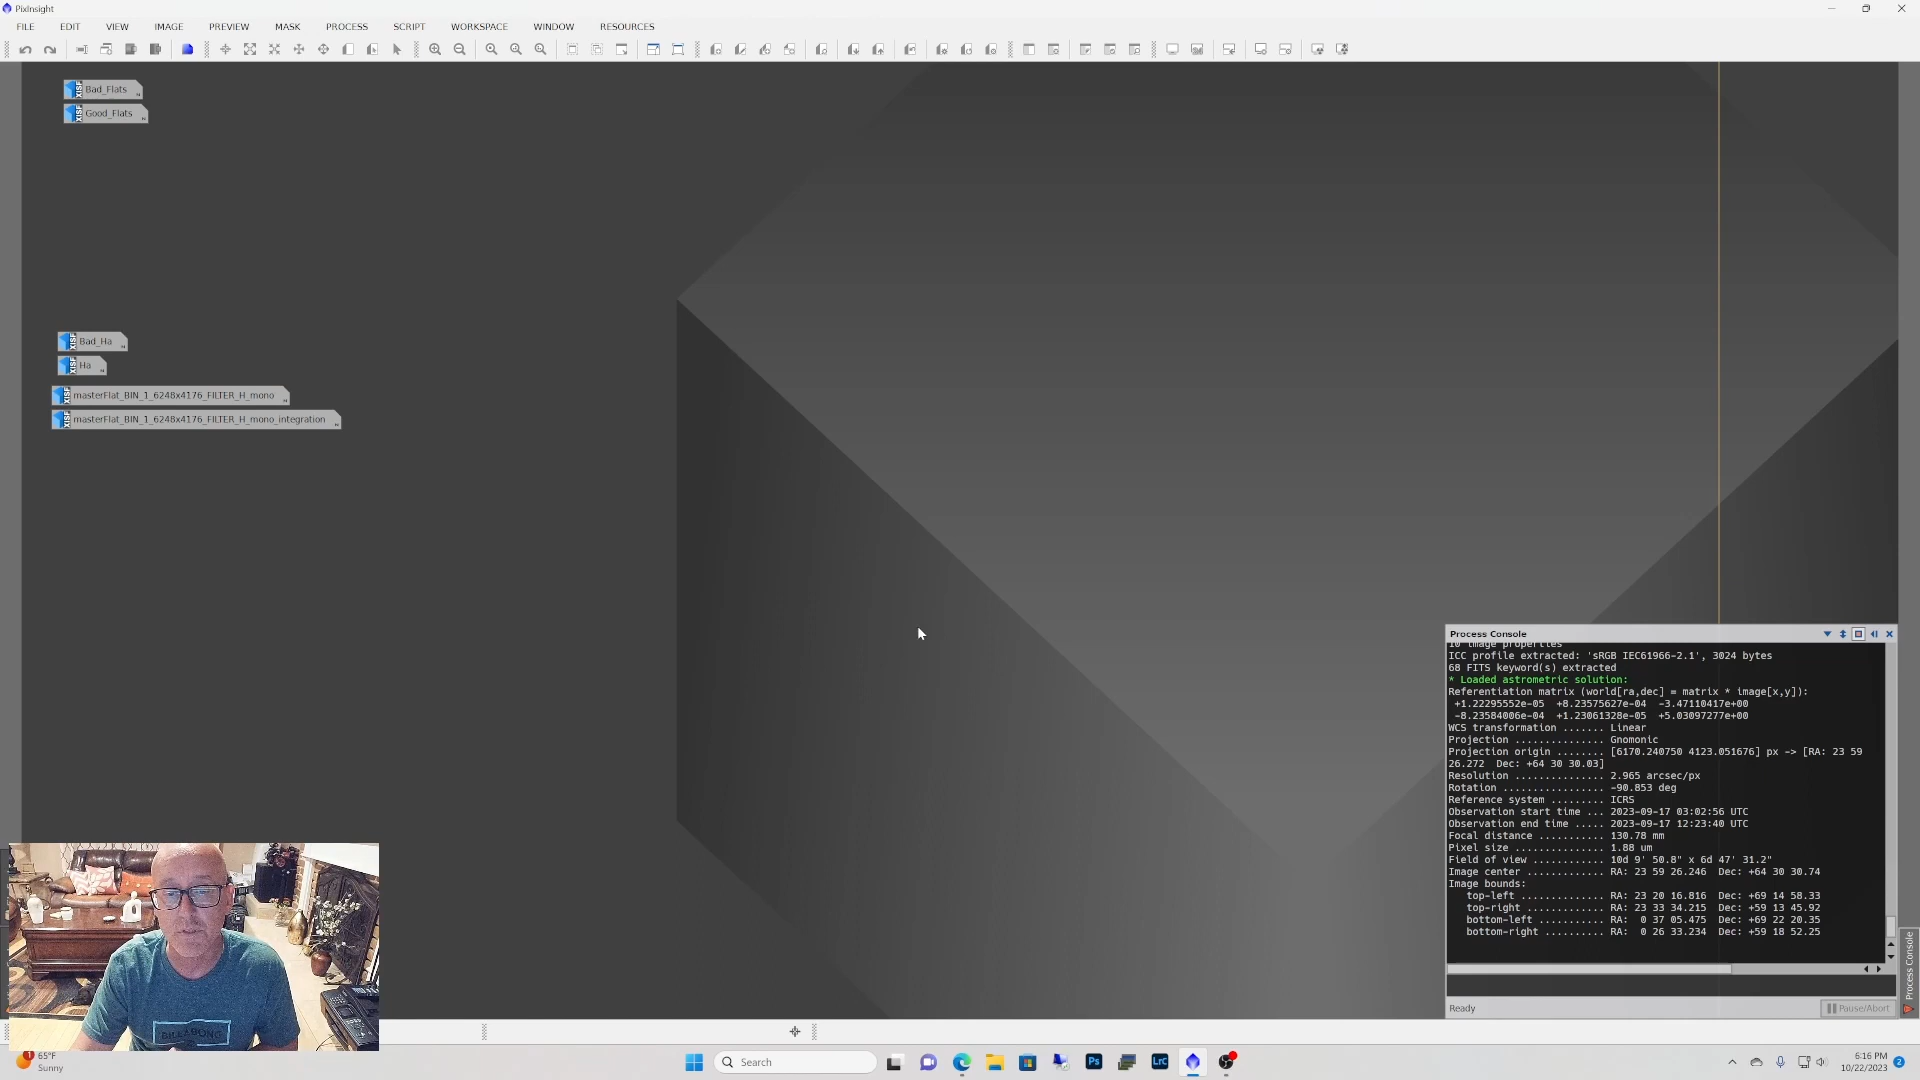 PixInsight
FILE EDIT VIEW IMAGE PREVIEW MASK PROCESS SCRIPT WORKSPACE WINDOW RESOURCES
Bad_Flats
Good_Flats
Bad_Ha
Ha
masterFlat_BIN_1_6248x4176_FILTER_H_mono
masterFlat_BIN_1_6248x4176_FILTER_H_mono_integration
Process Console
10 image properties
ICC profile extracted: 'sRGB IEC61966-2.1', 3024 bytes
68 FITS keyword(s) extracted
* Loaded astrometric solution:
Referentiation matrix (world[ra,dec] = matrix * image[x,y]):
+1.22295552e-05 +8.23575627e-04 -3.47110417e+00
-8.23584006e-04 +1.23061328e-05 +5.03097277e+00
WCS transformation ....... Linear
Projection ............... Gnomonic
Projection origin ........ [6170.240750 4123.051676] px -> [RA: 23 59
26.272 Dec: +64 30 30.03]
Resolution ............... 2.965 arcsec/px
Rotation ................. -90.853 deg
Reference system ......... ICRS
Observation start time ... 2023-09-17 03:02:56 UTC
Observation end time ..... 2023-09-17 12:23:40 UTC
Focal distance ........... 130.78 mm
Pixel size ............... 1.88 um
Field of view ............ 10d 9' 50.8" x 6d 47' 31.2"
Image center ............. RA: 23 59 26.246 Dec: +64 30 30.74
Image bounds:
top-left .............. RA: 23 20 16.816 Dec: +69 14 58.33
top-right ............. RA: 23 33 34.215 Dec: +59 13 45.92
bottom-left ........... RA: 0 37 05.475 Dec: +69 22 20.35
bottom-right .......... RA: 0 26 33.234 Dec: +59 18 52.25
Process Console
Ready
Pause/Abort
BILLABONG
1
65°F
Sunny
Search
Ps
LrC
6:16 PM
10/22/2023
2